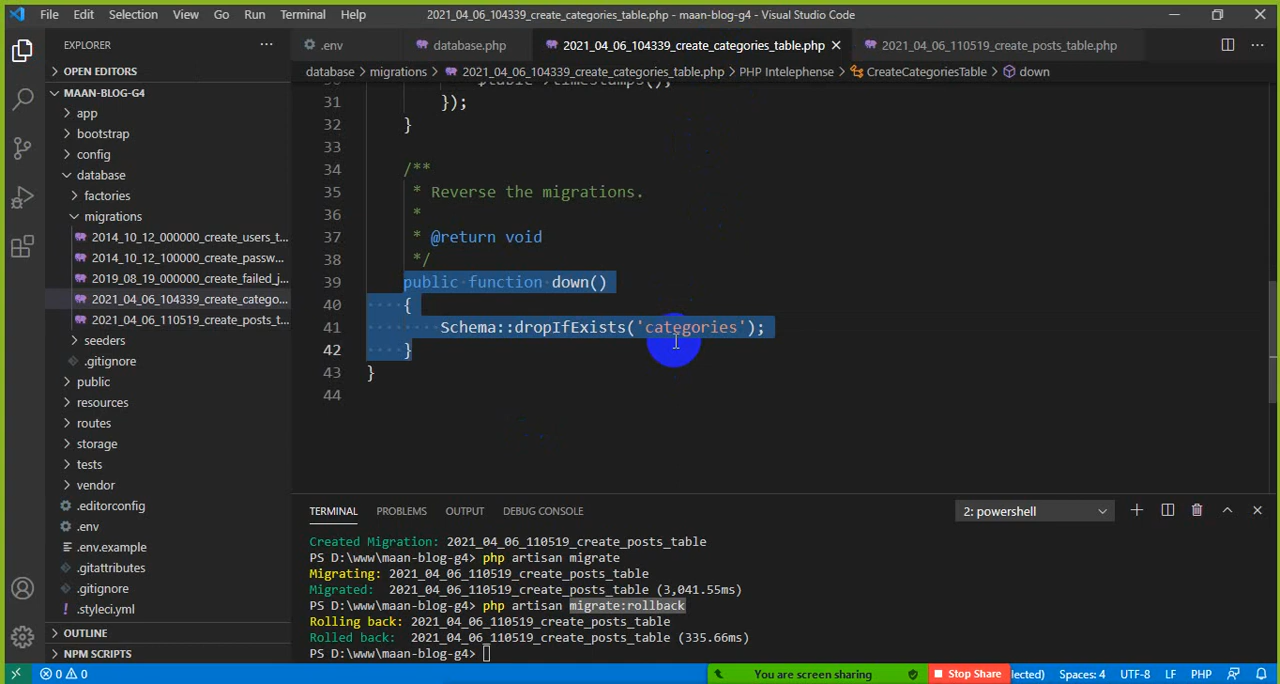 File Edit Selection View Go Run Terminal Help 2021_04_06_104339_create_categories_table.php - maan-blog-g4 - Visual Studio Code
EXPLORER
.env database.php 2021_04_06_104339_create_categories_table.php 2021_04_06_110519_create_posts_table.php
database > migrations > 2021_04_06_104339_create_categories_table.php > PHP Intelephense > CreateCategoriesTable > down
OPEN EDITORS
MAAN-BLOG-G4
app
bootstrap
config
database
factories
migrations
2014_10_12_000000_create_users_t...
2014_10_12_100000_create_passw...
2019_08_19_000000_create_failed_j...
2021_04_06_104339_create_catego...
2021_04_06_110519_create_posts_t...
seeders
.gitignore
public
resources
routes
storage
tests
vendor
.editorconfig
.env
.env.example
.gitattributes
.gitignore
.styleci.yml
OUTLINE
NPM SCRIPTS
31 });
32 }
33
34 /**
35 * Reverse the migrations.
36 *
37 * @return void
38 */
39 public function down()
40 {
41 Schema::dropIfExists('categories');
42 }
43 }
44
TERMINAL PROBLEMS OUTPUT DEBUG CONSOLE 2: powershell
Created Migration: 2021_04_06_110519_create_posts_table
PS D:\www\maan-blog-g4> php artisan migrate
Migrating: 2021_04_06_110519_create_posts_table
Migrated: 2021_04_06_110519_create_posts_table (3,041.55ms)
PS D:\www\maan-blog-g4> php artisan migrate:rollback
Rolling back: 2021_04_06_110519_create_posts_table
Rolled back: 2021_04_06_110519_create_posts_table (335.66ms)
PS D:\www\maan-blog-g4>
0 0 You are screen sharing Stop Share lected) Spaces: 4 UTF-8 LF PHP